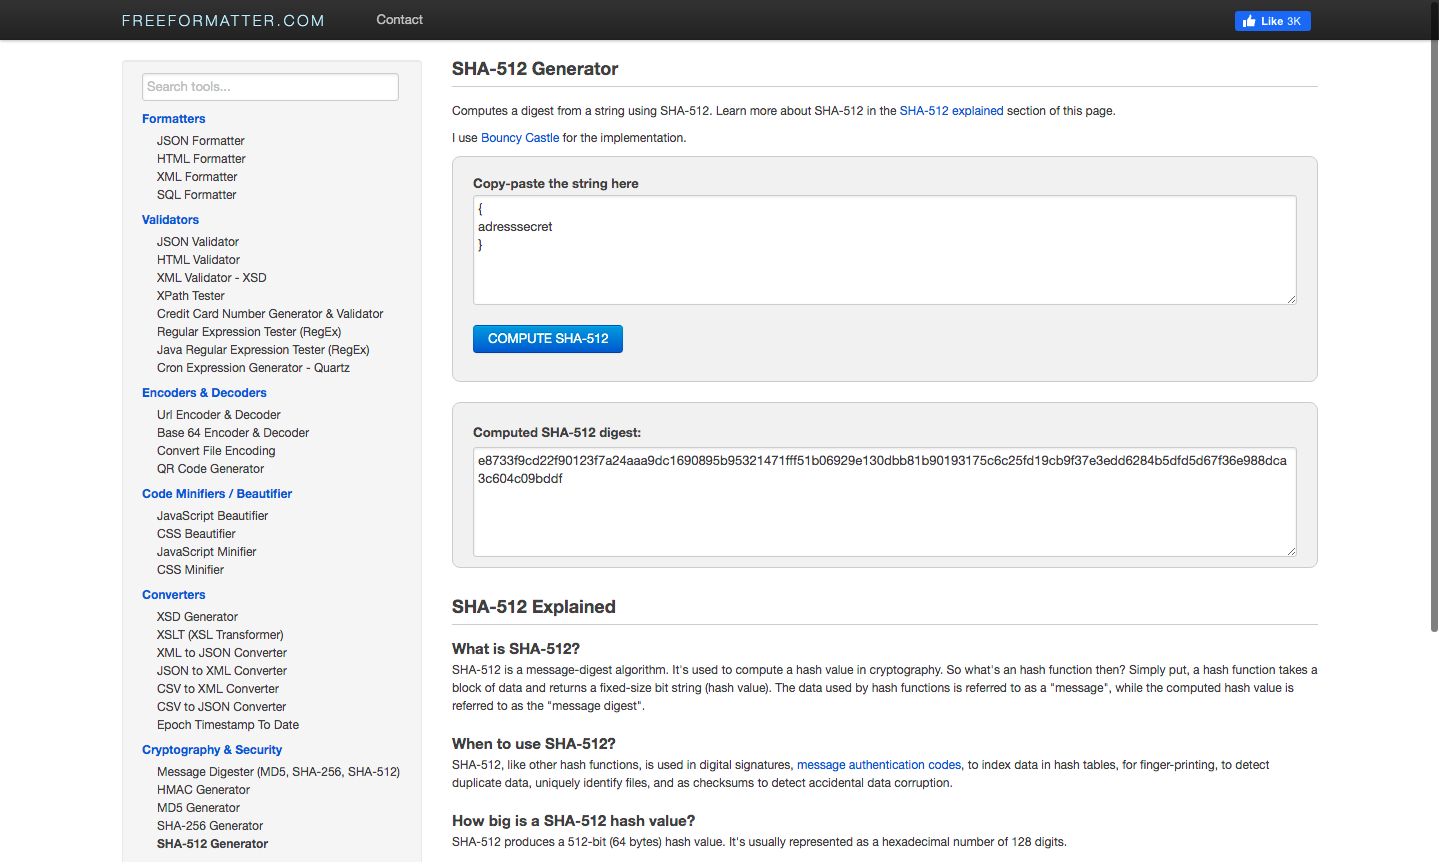 FREEFORMATTER.COM
Contact
Like 3K
Search tools...
Formatters
JSON Formatter
HTML Formatter
XML Formatter
SQL Formatter
Validators
JSON Validator
HTML Validator
XML Validator - XSD
XPath Tester
Credit Card Number Generator & Validator
Regular Expression Tester (RegEx)
Java Regular Expression Tester (RegEx)
Cron Expression Generator - Quartz
Encoders & Decoders
Url Encoder & Decoder
Base 64 Encoder & Decoder
Convert File Encoding
QR Code Generator
Code Minifiers / Beautifier
JavaScript Beautifier
CSS Beautifier
JavaScript Minifier
CSS Minifier
Converters
XSD Generator
XSLT (XSL Transformer)
XML to JSON Converter
JSON to XML Converter
CSV to XML Converter
CSV to JSON Converter
Epoch Timestamp To Date
Cryptography & Security
Message Digester (MD5, SHA-256, SHA-512)
HMAC Generator
MD5 Generator
SHA-256 Generator
SHA-512 Generator
SHA-512 Generator
Computes a digest from a string using SHA-512. Learn more about SHA-512 in the SHA-512 explained section of this page.
I use Bouncy Castle for the implementation.
Copy-paste the string here
{
adresssecret
}
COMPUTE SHA-512
Computed SHA-512 digest:
e8733f9cd22f90123f7a24aaa9dc1690895b95321471fff51b06929e130dbb81b90193175c6c25fd19cb9f37e3edd6284b5dfd5d67f36e988dca
3c604c09bddf
SHA-512 Explained
What is SHA-512?
SHA-512 is a message-digest algorithm. It's used to compute a hash value in cryptography. So what's an hash function then? Simply put, a hash function takes a
block of data and returns a fixed-size bit string (hash value). The data used by hash functions is referred to as a "message", while the computed hash value is
referred to as the "message digest".
When to use SHA-512?
SHA-512, like other hash functions, is used in digital signatures, message authentication codes, to index data in hash tables, for finger-printing, to detect
duplicate data, uniquely identify files, and as checksums to detect accidental data corruption.
How big is a SHA-512 hash value?
SHA-512 produces a 512-bit (64 bytes) hash value. It's usually represented as a hexadecimal number of 128 digits.